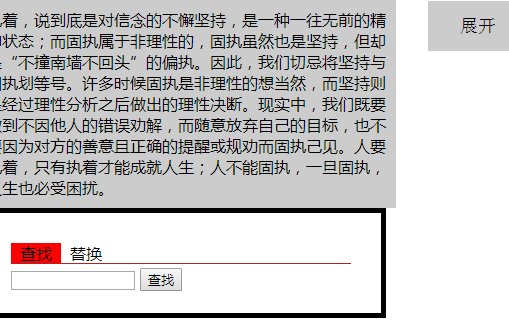 着，说到底是对信念的不懈坚持，是一种一往无前的精
状态；而固执属于非理性的，固执虽然也是坚持，但却
“不撞南墙不回头”的偏执。因此，我们切忌将坚持与
执划等号。许多时候固执是非理性的想当然，而坚持则
经过理性分析之后做出的理性决断。现实中，我们既要
到不因他人的错误劝解，而随意放弃自己的目标，也不
因为对方的善意且正确的提醒或规劝而固执己见。人要
着，只有执着才能成就人生；人不能固执，一旦固执，
生也必受困扰。
展开
查找 替换
查找